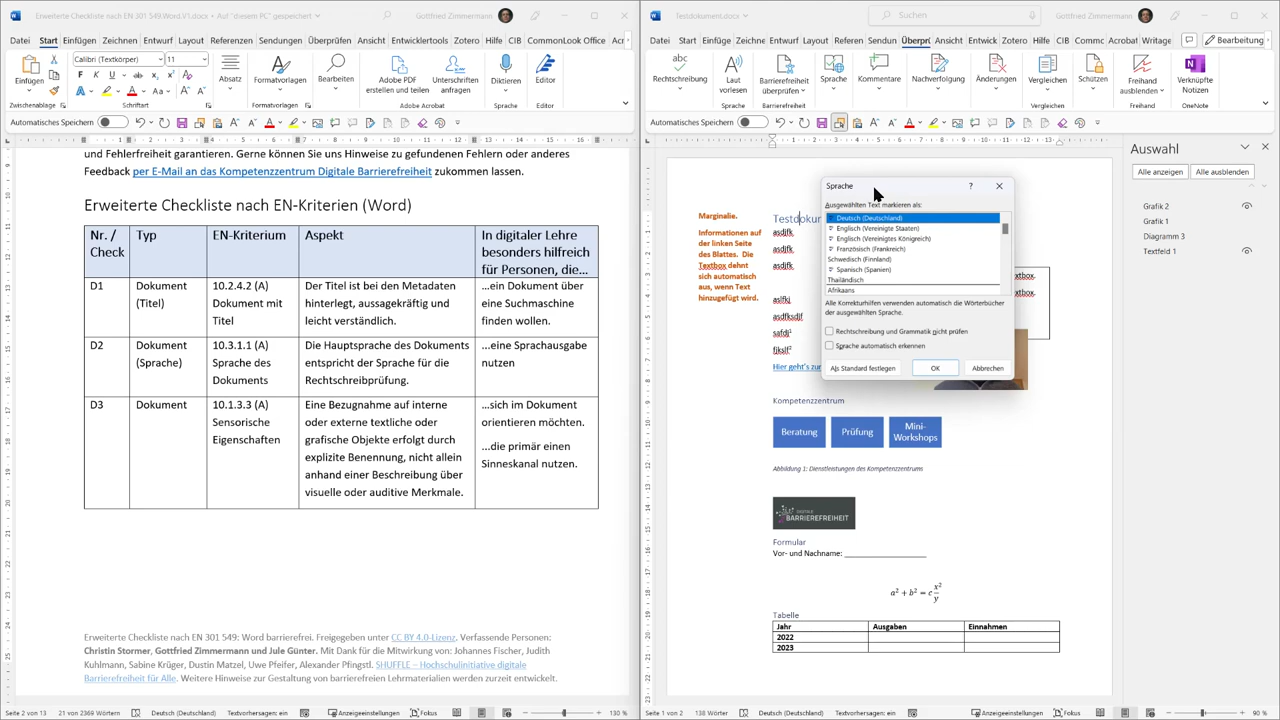 Erweiterte Checkliste nach EN 301 549.Word.V1.docx • Auf "diesem PC" gespeichert
Gottfried Zimmermann
Datei Start Einfügen Zeichnen Entwurf Layout Referenzen Sendungen Überprüfen Ansicht Entwicklertools Zotero Hilfe CIB CommonLook Office
Calibri (Textkörper)
Einfügen
F K U ab x x
Absatz
Formatvorlagen
Bearbeiten
Adobe PDF erstellen und teilen
Unterschriften anfragen
Diktieren
Editor
Zwischenablage Formatvorlagen Adobe Acrobat Sprache Editor
Automatisches Speichern
und Fehlerfreiheit garantieren. Gerne können Sie uns Hinweise zu gefundenen Fehlern oder anderes
Feedback per E-Mail an das Kompetenzzentrum Digitale Barrierefreiheit zukommen lassen.
Erweiterte Checkliste nach EN-Kriterien (Word)
Nr. / Check
EN-Kriterium
Aspekt
In digitaler Lehre besonders hilfreich für Personen, die...
D1
Dokument (Titel)
10.2.4.2 (A) Dokument mit Titel
Der Titel ist bei den Metadaten hinterlegt, aussagekräftig und leicht verständlich.
...ein Dokument über eine Suchmaschine finden wollen.
D2
Dokument (Sprache)
10.3.1.1 (A) Sprache des Dokuments
Die Hauptsprache des Dokuments entspricht der Sprache für die Rechtschreibprüfung.
...eine Sprachausgabe nutzen
D3
Dokument
10.1.3.3 (A) Sensorische Eigenschaften
Eine Bezugnahme auf interne oder externe textliche oder grafische Objekte erfolgt durch explizite Benennung, nicht allein anhand einer Beschreibung über visuelle oder auditive Merkmale.
...sich im Dokument orientieren möchten.
...die primär einen Sinneskanal nutzen.
Erweiterte Checkliste nach EN 301 549: Word barrierefrei. Freigegeben unter CC BY 4.0-Lizenz. Verfassende Personen:
Christin Stormer, Gottfried Zimmermann und Jule Günter. Mit Dank für die Mitwirkung von: Johannes Fischer, Judith
Kuhlmann, Sabine Krüger, Dustin Matzel, Uwe Pfeifer, Alexander Pfingstl. SHUFFLE – Hochschulinitiative digitale
Barrierefreiheit für Alle. Weitere Hinweise zur Gestaltung von barrierefreien Lehrmaterialien werden zurzeit entwickelt.
Seite 2 von 13 21 von 2369 Wörtern Deutsch (Deutschland) Textvorhersagen: ein Anzeigeeinstellungen Fokus 130 %
Testdokument.docx
Suchen
Gottfried Zimmermann
Datei Start Einfüge Zeichne Entwurf Layout Referen Sendun Überpr Ansicht Entwick Zotero Hilfe CIB Commc Acrobat Writage Bearbeitung
Rechtschreibung
Laut vorlesen
Barrierefreiheit überprüfen
Sprache
Kommentare
Nachverfolgung
Änderungen
Vergleichen
Schützen
Freihand ausblenden
Verknüpfte Notizen
Sprache Barrierefreiheit Vergleichen Freihand OneNote
Automatisches Speichern
Marginalie.
Informationen auf
der linken Seite
des Blattes. Die
Textbox dehnt
sich automatisch
aus, wenn Text
hinzugefügt wird.
Testdokun
asdjfk
asdjfk
asdjfk
aslfkj
asdfksdjf
safdj¹
fjkslf²
Hier geht's zur
Sprache
? ×
Ausgewählten Text markieren als:
Deutsch (Deutschland)
Englisch (Vereinigte Staaten)
Englisch (Vereinigtes Königreich)
Französisch (Frankreich)
Schwedisch (Finnland)
Spanisch (Spanien)
Thailändisch
Afrikaans
Alle Korrekturhilfen verwenden automatisch die Wörterbücher
der ausgewählten Sprache.
Rechtschreibung und Grammatik nicht prüfen
Sprache automatisch erkennen
Als Standard festlegen OK Abbrechen
xtbox.
xtbox.
Kompetenzzentrum
Beratung
Prüfung
Mini-Workshops
Abbildung 1: Dienstleistungen des Kompetenzzentrums
DIGITALE
BARRIEREFREIHEIT
Formular
Vor- und Nachname: ____________________
a² + b² = c x²/y
Tabelle
Jahr Ausgaben Einnahmen
2022
2023
Auswahl
Alle anzeigen Alle ausblenden
Grafik 2
Grafik 1
Diagramm 3
Textfeld 1
Seite 1 von 2 138 Wörter Deutsch (Deutschland) Textvorhersagen: ein Anzeigeeinstellungen Fokus 90 %